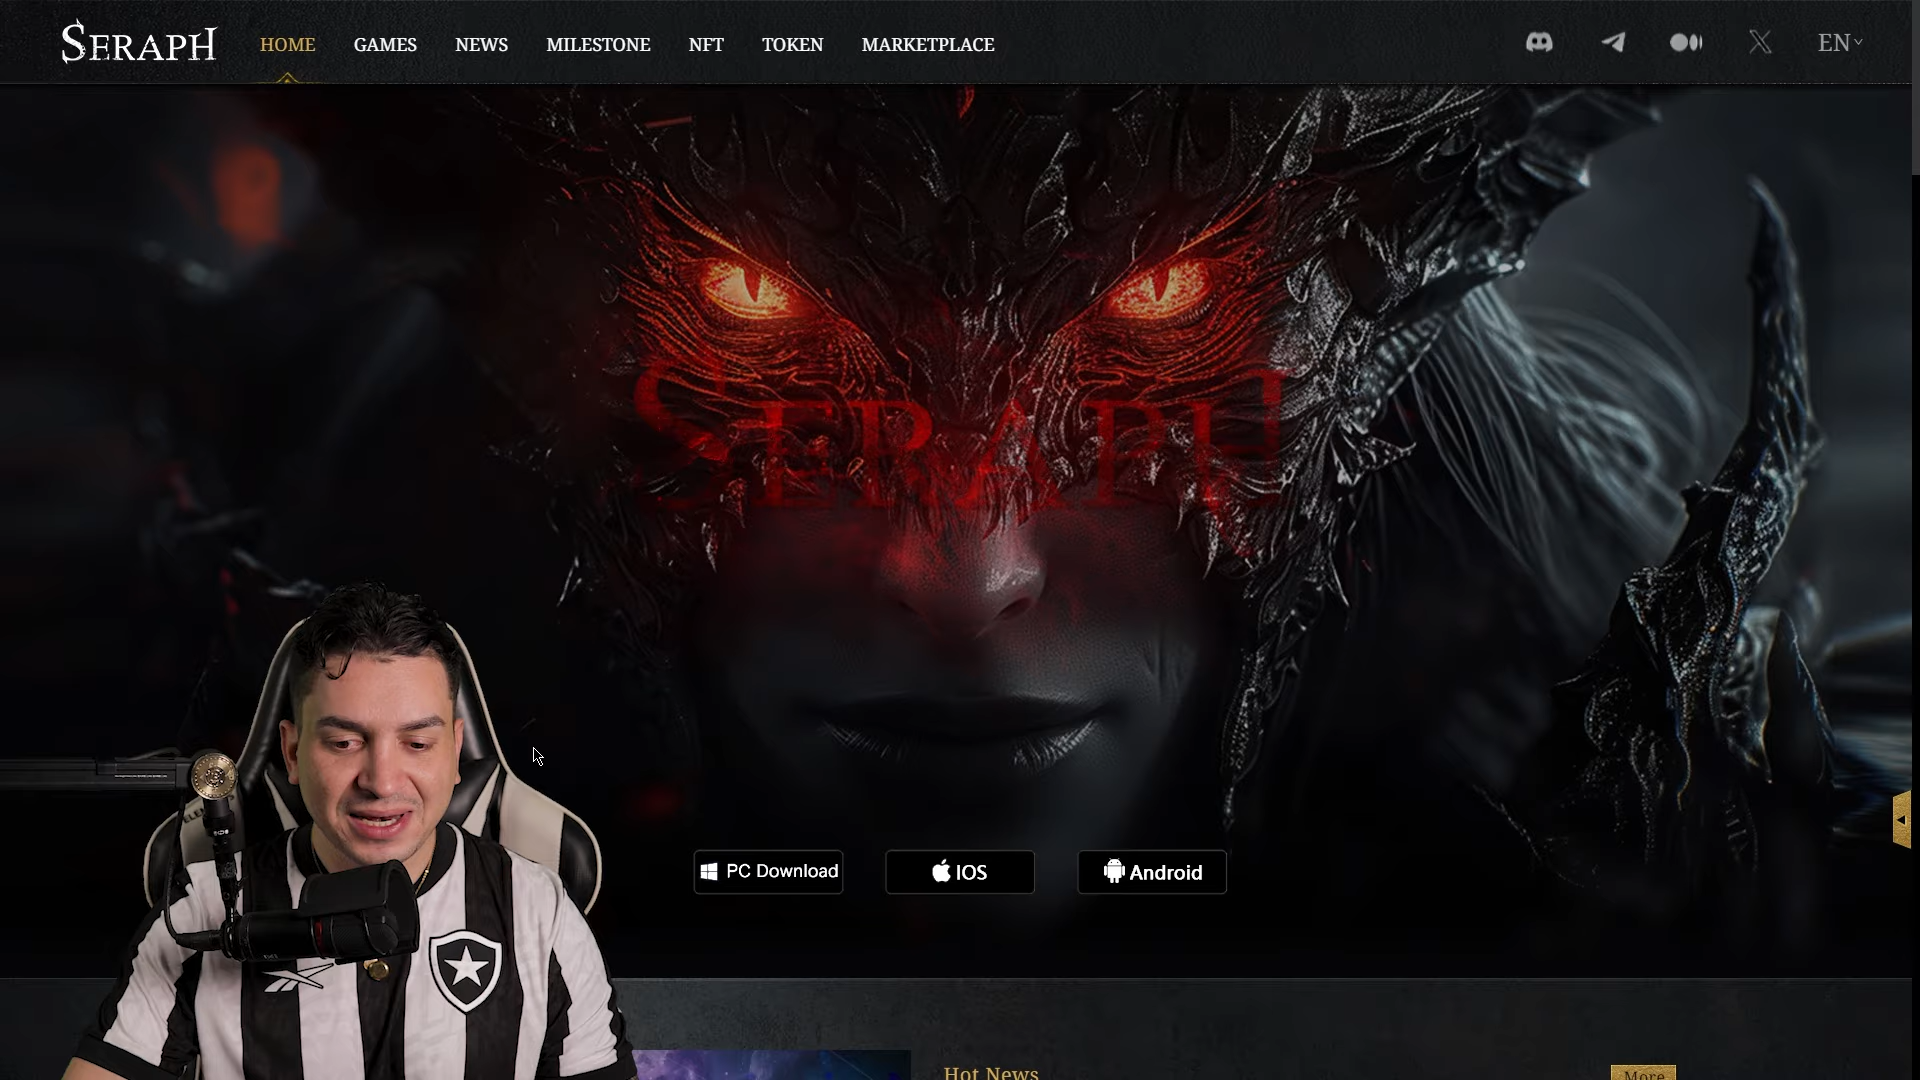 SERAPH
HOME GAMES NEWS MILESTONE NFT TOKEN MARKETPLACE EN
SERAPH
PC Download
IOS
Android
Hot News
More